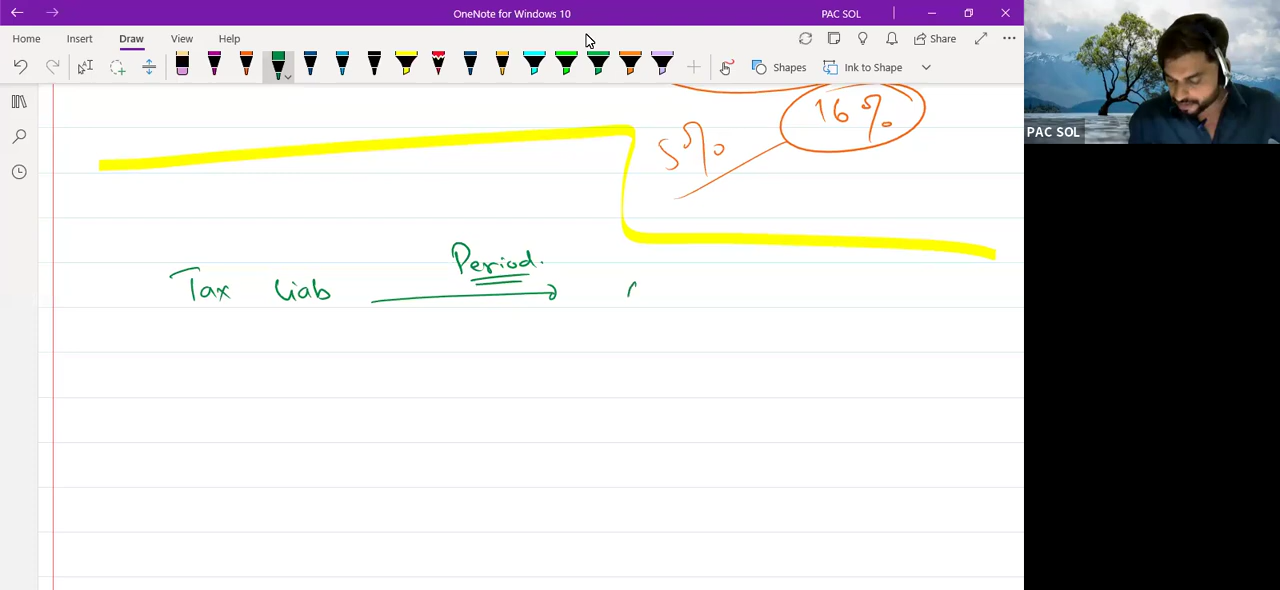 OneNote for Windows 10
PAC SOL
Home Insert Draw View Help
Share
Shapes
Ink to Shape
PAC SOL
16%
5%
Period.
Tax Liab